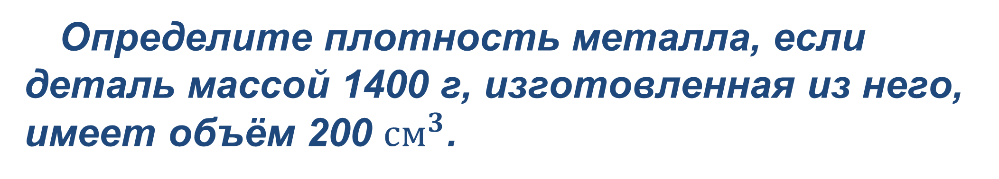 Определите плотность металла, если
деталь массой 1400 г, изготовленная из него,
имеет объём 200 см³.